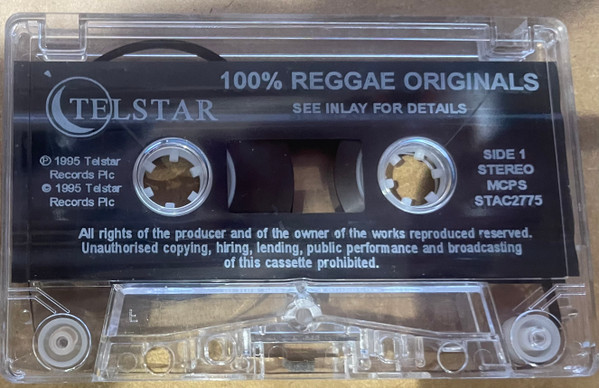 TELSTAR
100% REGGAE ORIGINALS
SEE INLAY FOR DETAILS
℗ 1995 Telstar
Records Plc
© 1995 Telstar
Records Plc
SIDE 1
STEREO
MCPS
STAC2775
All rights of the producer and of the owner of the works reproduced reserved.
Unauthorised copying, hiring, lending, public performance and broadcasting
of this cassette prohibited.